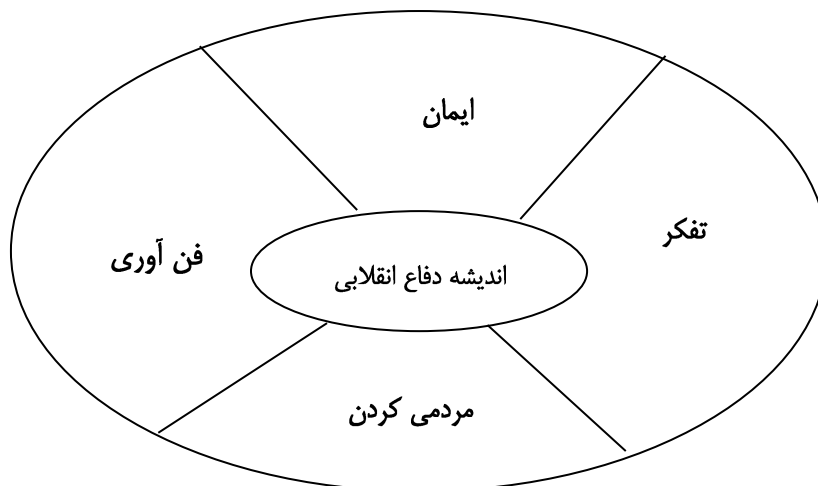 ایمان
تفکر
فن آوری
اندیشه دفاع انقلابی
مردمی کردن